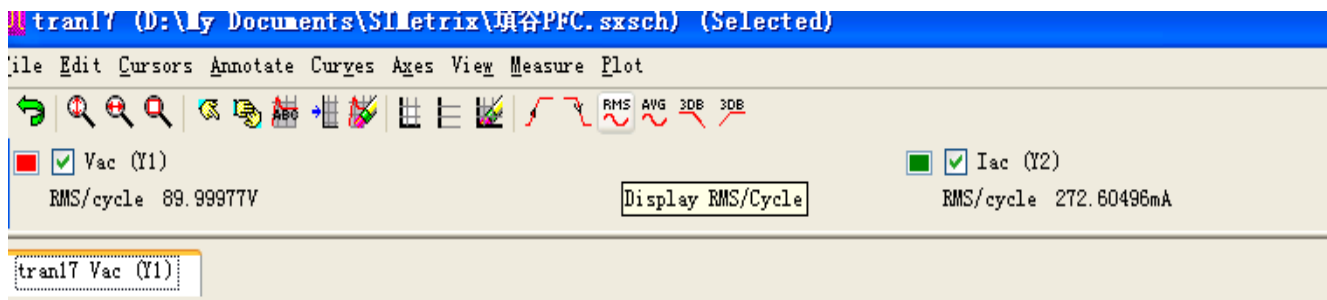 tran17 (D:\My Documents\SIMetrix\填谷PFC.sxsch) (Selected)
File Edit Cursors Annotate Curves Axes View Measure Plot
ABC RMS AVG 3DB 3DB
Vac (Y1) Iac (Y2)
RMS/cycle 89.99977V Display RMS/Cycle RMS/cycle 272.60496mA
tran17 Vac (Y1)